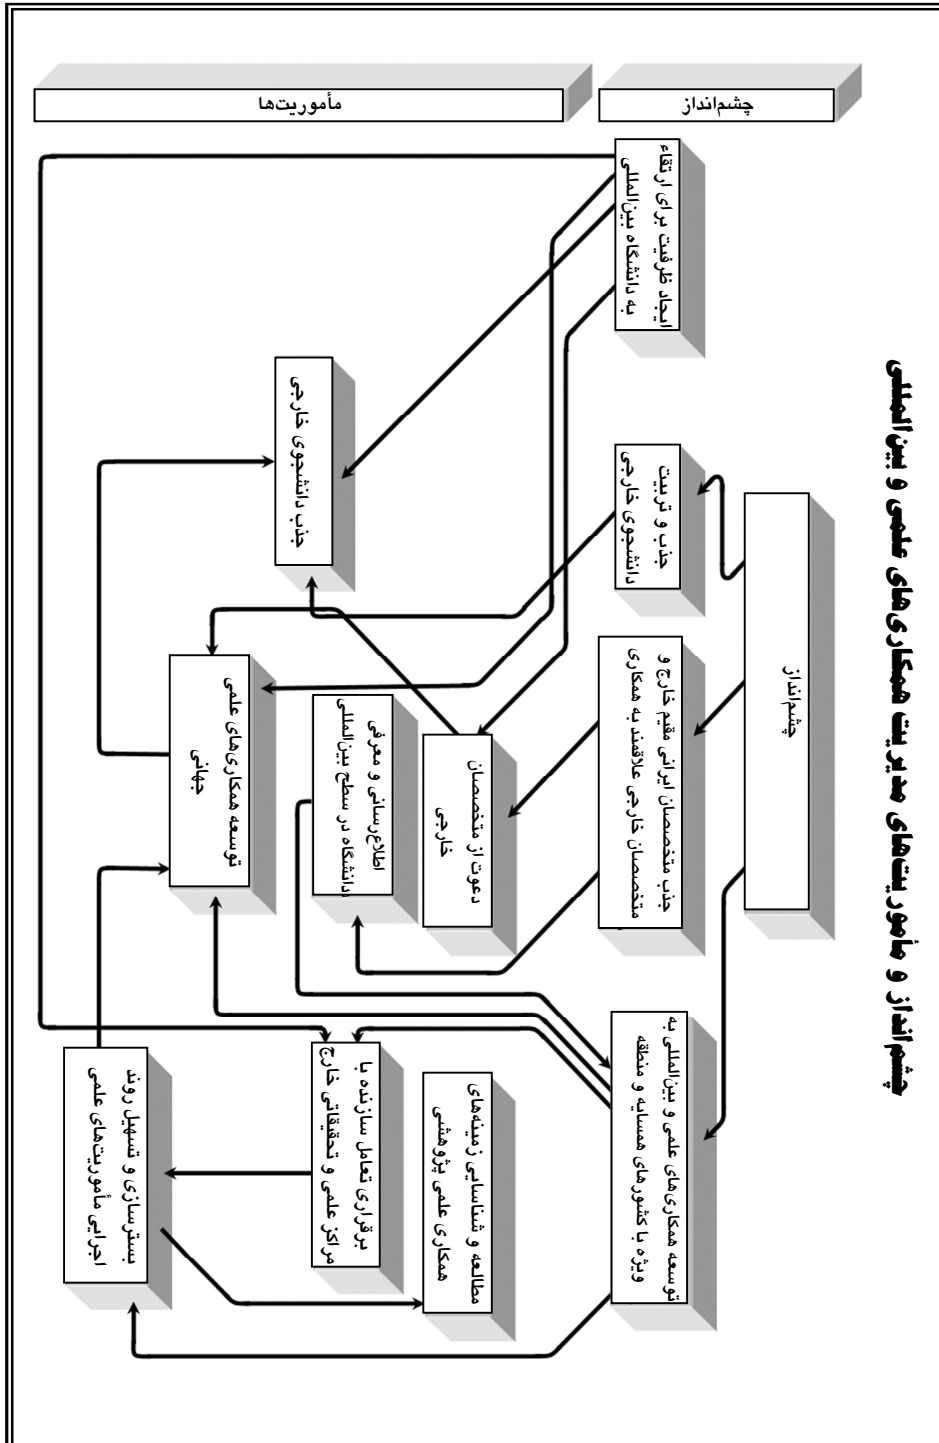 چشم‌انداز و مأموریت‌های مدیریت همکاری‌های علمی و بین‌المللی
چشم‌انداز
مأموریت‌ها
چشم‌انداز
ایجاد ظرفیت برای ارتقاء
به دانشگاه بین‌المللی
جذب و تربیت
دانشجوی خارجی
جذب متخصصان ایرانی مقیم خارج و
متخصصان خارجی علاقمند به همکاری
توسعه همکاری‌های علمی و بین‌المللی به
ویژه با کشورهای همسایه و منطقه
جذب دانشجوی خارجی
دعوت از متخصصان
خارجی
اطلاع‌رسانی و معرفی
دانشگاه در سطح بین‌المللی
توسعه همکاری‌های علمی
جهانی
مطالعه و شناسایی زمینه‌های
همکاری علمی پژوهشی
برقراری تعامل سازنده با
مراکز علمی و تحقیقاتی خارج
بسترسازی و تسهیل روند
اجرایی مأموریت‌های علمی